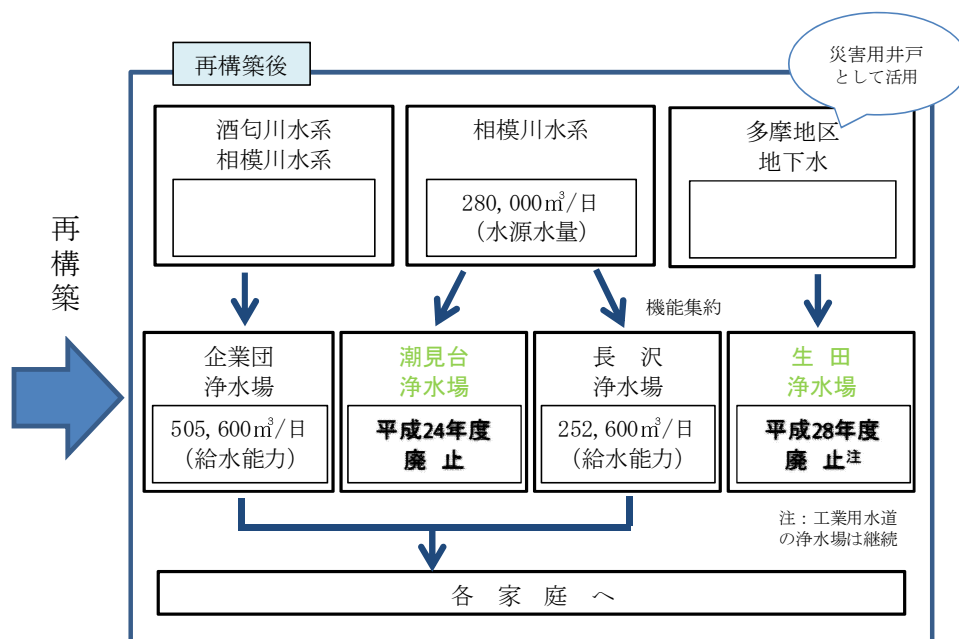 再構築後
災害用井戸
として活用
酒匂川水系
相模川水系
相模川水系
280,000㎥/日
（水源水量）
多摩地区
地下水
再構築
機能集約
企業団
浄水場
505,600㎥/日
（給水能力）
潮見台
浄水場
平成24年度
廃 止
長 沢
浄水場
252,600㎥/日
（給水能力）
生 田
浄水場
平成28年度
廃 止注
注：工業用水道
の浄水場は継続
各 家 庭 へ